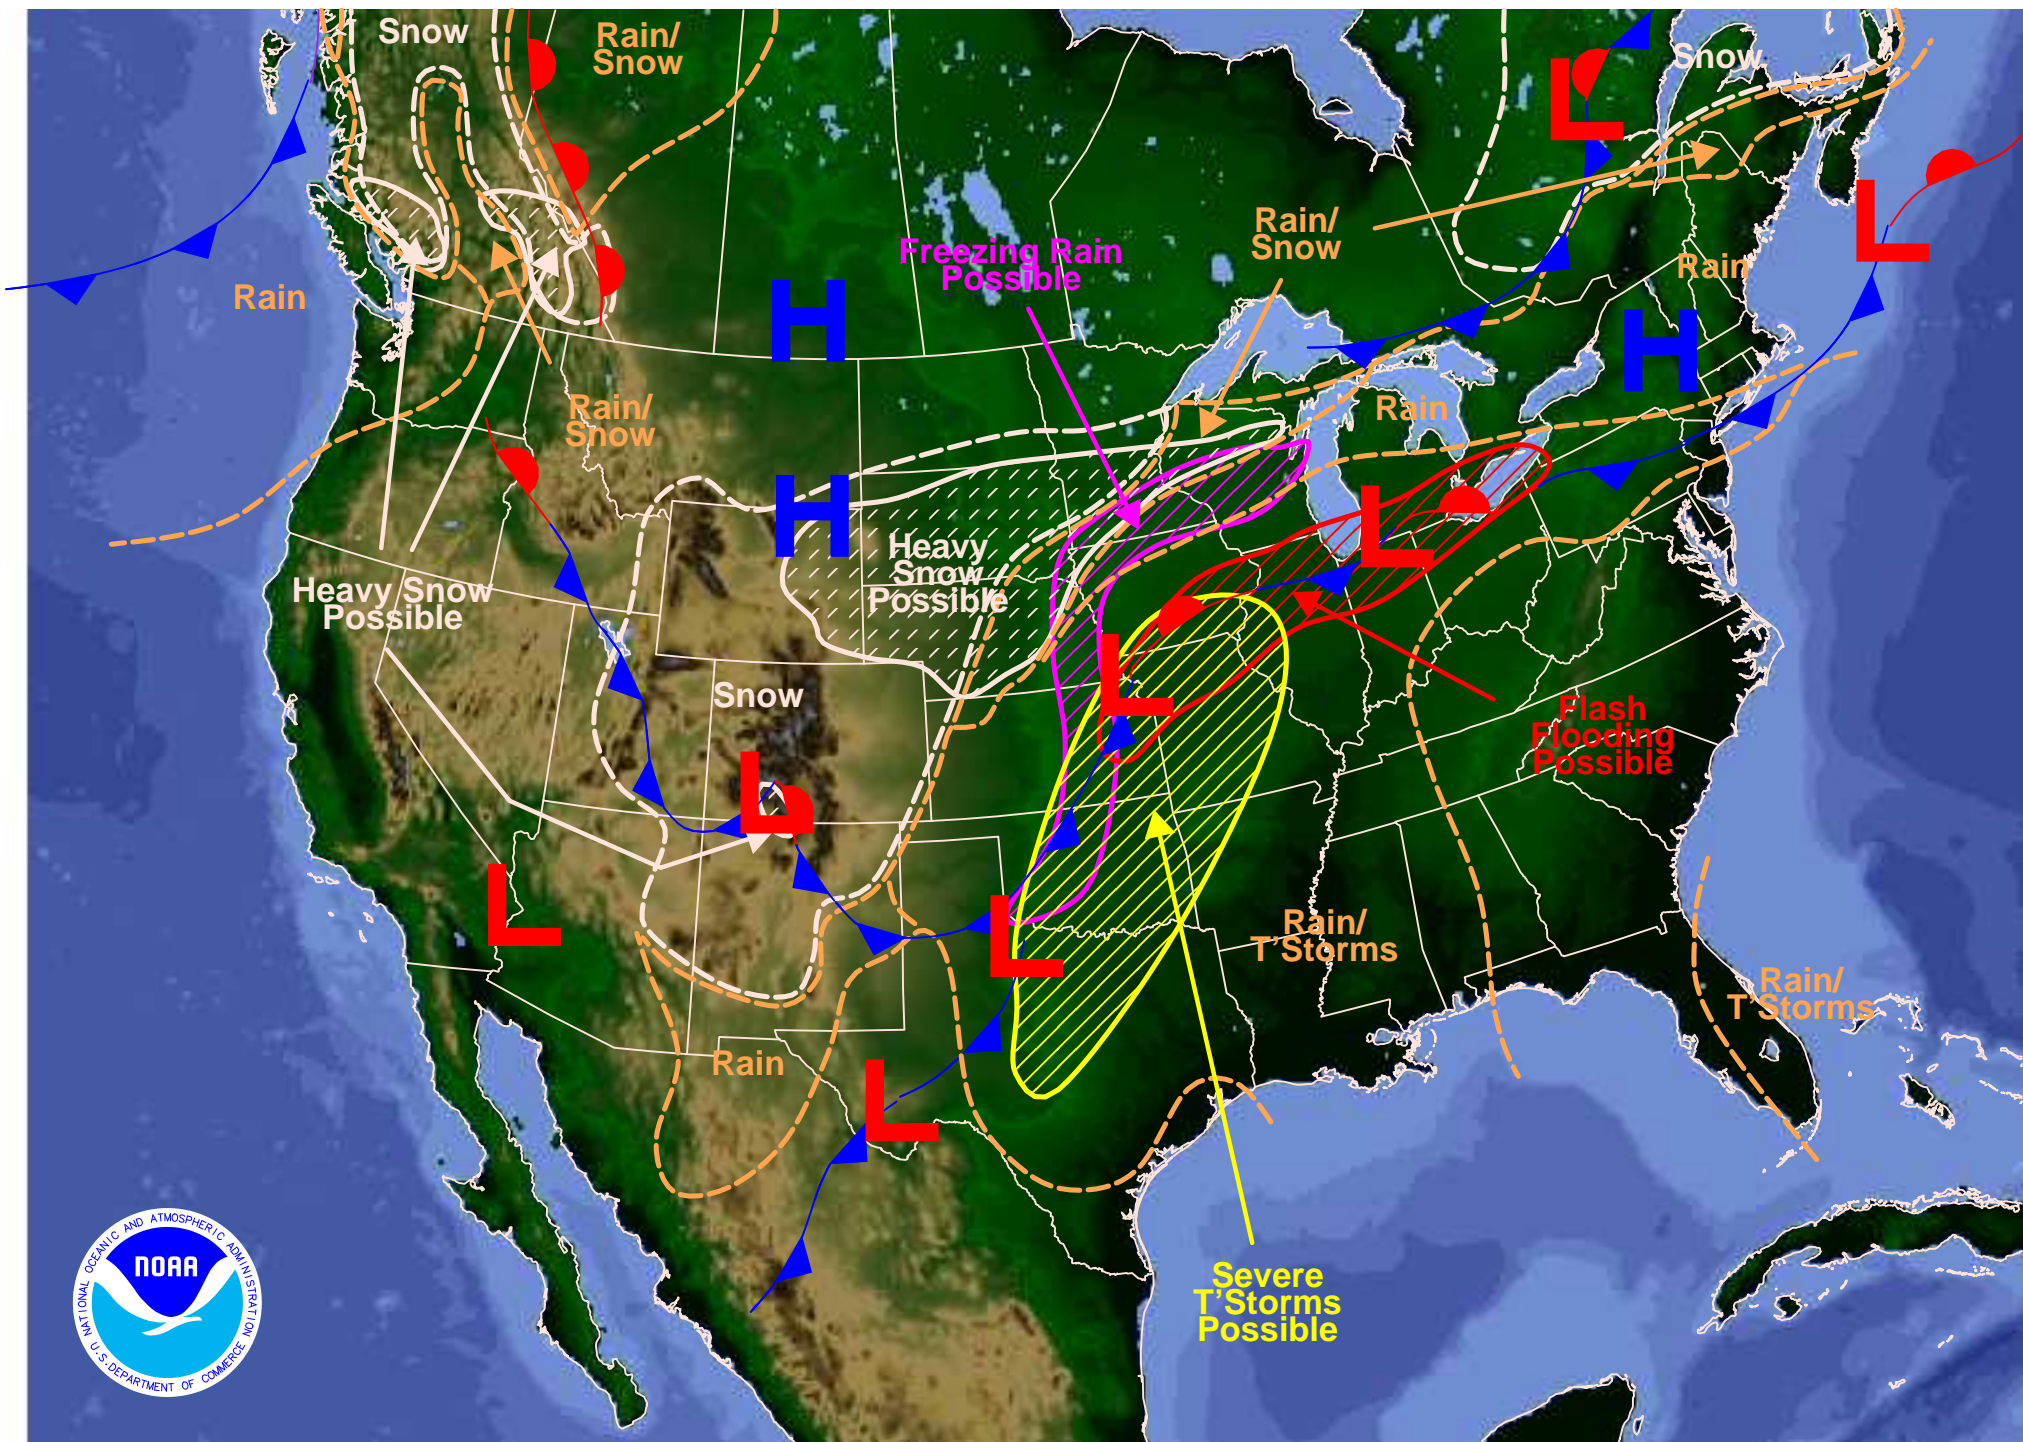 Snow
Rain/
Snow
Snow
Rain/
Snow
Freezing Rain
Possible
Rain
Rain
H
H
L
L
Rain/
Snow
Rain
H
Heavy
Snow
Possible
Heavy Snow
Possible
L
L
Snow
Flash
Flooding
Possible
L
L
L
Rain/
T'Storms
Rain/
T'Storms
Rain
L
NATIONAL OCEANIC AND ATMOSPHERIC ADMINISTRATION
NOAA
U.S. DEPARTMENT OF COMMERCE
Severe
T'Storms
Possible